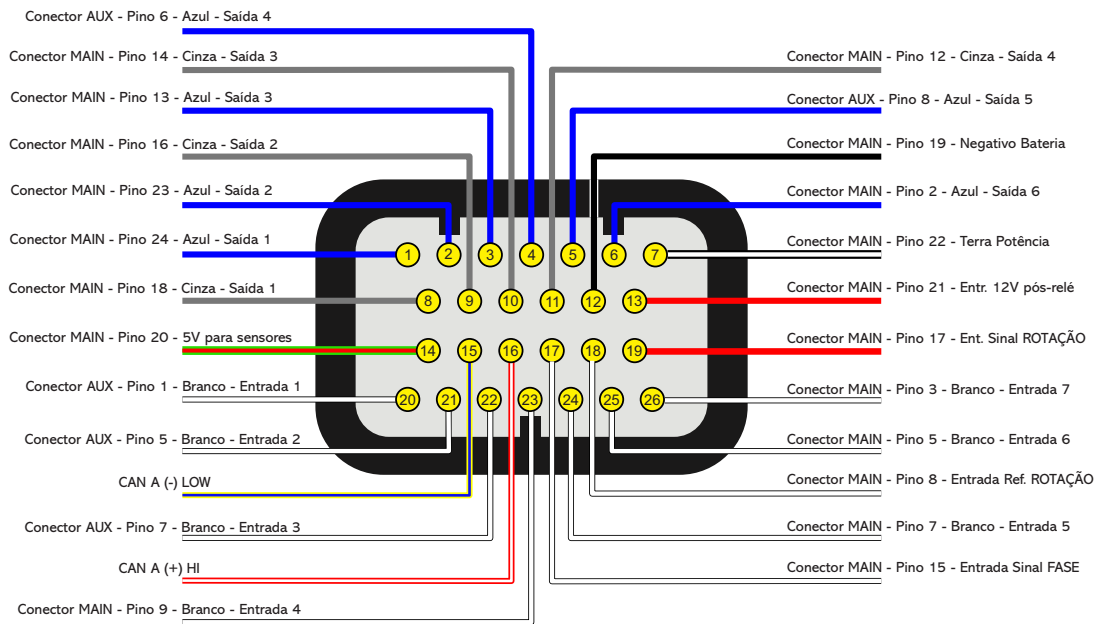 Conector AUX - Pino 6 - Azul - Saída 4
Conector MAIN - Pino 14 - Cinza - Saída 3
Conector MAIN - Pino 13 - Azul - Saída 3
Conector MAIN - Pino 16 - Cinza - Saída 2
Conector MAIN - Pino 23 - Azul - Saída 2
Conector MAIN - Pino 24 - Azul - Saída 1
Conector MAIN - Pino 18 - Cinza - Saída 1
Conector MAIN - Pino 20 - 5V para sensores
Conector AUX - Pino 1 - Branco - Entrada 1
Conector AUX - Pino 5 - Branco - Entrada 2
CAN A (-) LOW
Conector AUX - Pino 7 - Branco - Entrada 3
CAN A (+) HI
Conector MAIN - Pino 9 - Branco - Entrada 4
1 2 3 4 5 6 7
8 9 10 11 12 13
14 15 16 17 18 19
20 21 22 23 24 25 26
Conector MAIN - Pino 12 - Cinza - Saída 4
Conector AUX - Pino 8 - Azul - Saída 5
Conector MAIN - Pino 19 - Negativo Bateria
Conector MAIN - Pino 2 - Azul - Saída 6
Conector MAIN - Pino 22 - Terra Potência
Conector MAIN - Pino 21 - Entr. 12V pós-relé
Conector MAIN - Pino 17 - Ent. Sinal ROTAÇÃO
Conector MAIN - Pino 3 - Branco - Entrada 7
Conector MAIN - Pino 5 - Branco - Entrada 6
Conector MAIN - Pino 8 - Entrada Ref. ROTAÇÃO
Conector MAIN - Pino 7 - Branco - Entrada 5
Conector MAIN - Pino 15 - Entrada Sinal FASE